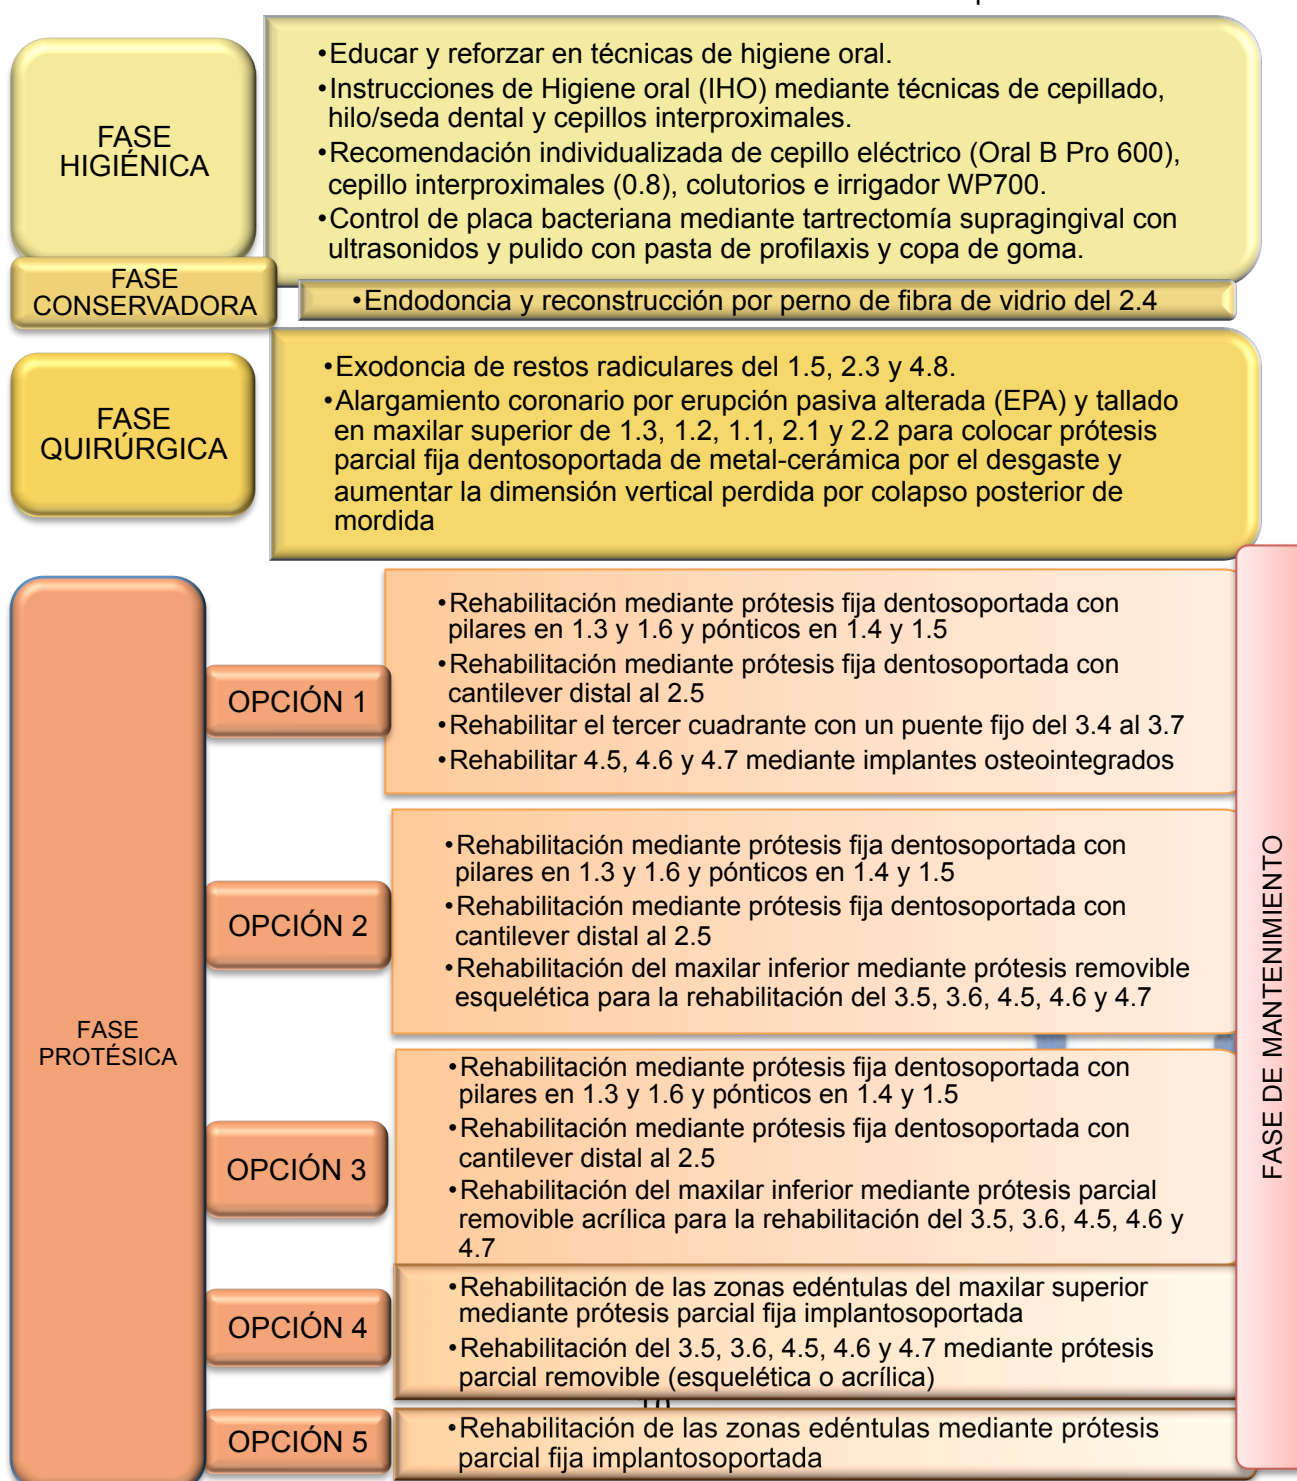 FASE
HIGIÉNICA
•Educar y reforzar en técnicas de higiene oral.
•Instrucciones de Higiene oral (IHO) mediante técnicas de cepillado,
hilo/seda dental y cepillos interproximales.
•Recomendación individualizada de cepillo eléctrico (Oral B Pro 600),
cepillo interproximales (0.8), colutorios e irrigador WP700.
•Control de placa bacteriana mediante tartrectomía supragingival con
ultrasonidos y pulido con pasta de profilaxis y copa de goma.
FASE
CONSERVADORA
•Endodoncia y reconstrucción por perno de fibra de vidrio del 2.4
FASE
QUIRÚRGICA
•Exodoncia de restos radiculares del 1.5, 2.3 y 4.8.
•Alargamiento coronario por erupción pasiva alterada (EPA) y tallado
en maxilar superior de 1.3, 1.2, 1.1, 2.1 y 2.2 para colocar prótesis
parcial fija dentosoportada de metal-cerámica por el desgaste y
aumentar la dimensión vertical perdida por colapso posterior de
mordida
FASE
PROTÉSICA
OPCIÓN 1
•Rehabilitación mediante prótesis fija dentosoportada con
pilares en 1.3 y 1.6 y pónticos en 1.4 y 1.5
•Rehabilitación mediante prótesis fija dentosoportada con
cantilever distal al 2.5
•Rehabilitar el tercer cuadrante con un puente fijo del 3.4 al 3.7
•Rehabilitar 4.5, 4.6 y 4.7 mediante implantes osteointegrados
OPCIÓN 2
•Rehabilitación mediante prótesis fija dentosoportada con
pilares en 1.3 y 1.6 y pónticos en 1.4 y 1.5
•Rehabilitación mediante prótesis fija dentosoportada con
cantilever distal al 2.5
•Rehabilitación del maxilar inferior mediante prótesis removible
esquelética para la rehabilitación del 3.5, 3.6, 4.5, 4.6 y 4.7
OPCIÓN 3
•Rehabilitación mediante prótesis fija dentosoportada con
pilares en 1.3 y 1.6 y pónticos en 1.4 y 1.5
•Rehabilitación mediante prótesis fija dentosoportada con
cantilever distal al 2.5
•Rehabilitación del maxilar inferior mediante prótesis parcial
removible acrílica para la rehabilitación del 3.5, 3.6, 4.5, 4.6 y
4.7
OPCIÓN 4
•Rehabilitación de las zonas edéntulas del maxilar superior
mediante prótesis parcial fija implantosoportada
•Rehabilitación del 3.5, 3.6, 4.5, 4.6 y 4.7 mediante prótesis
parcial removible (esquelética o acrílica)
OPCIÓN 5
•Rehabilitación de las zonas edéntulas mediante prótesis
parcial fija implantosoportada
FASE DE MANTENIMIENTO